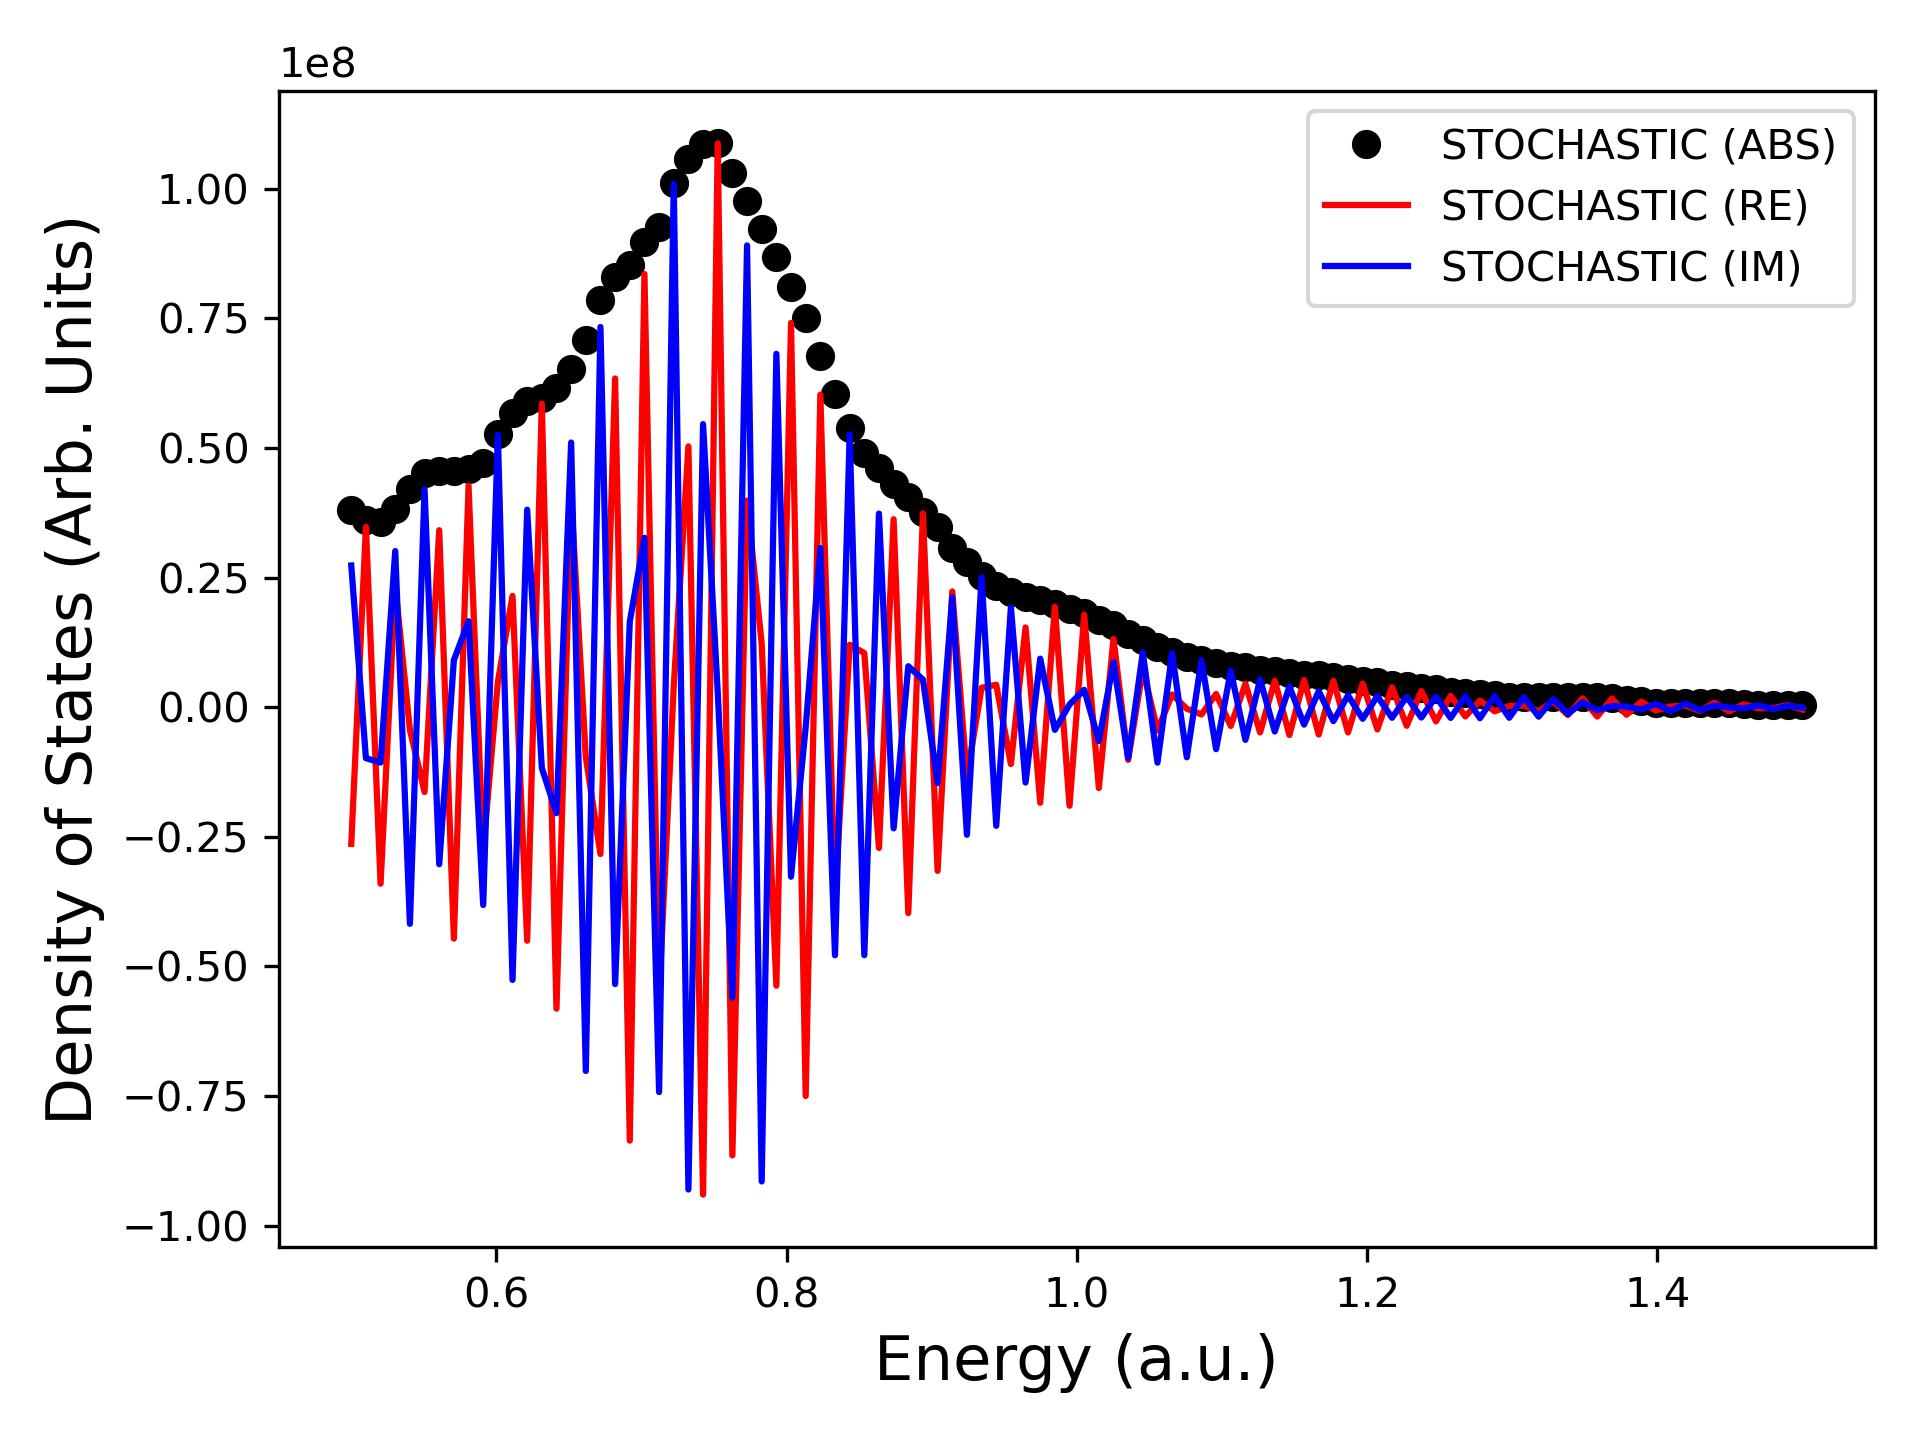 1e8
STOCHASTIC (ABS)
STOCHASTIC (RE)
STOCHASTIC (IM)
1.00
0.75
0.50
0.25
0.00
−0.25
−0.50
−0.75
−1.00
Density of States (Arb. Units)
0.6 0.8 1.0 1.2 1.4
Energy (a.u.)